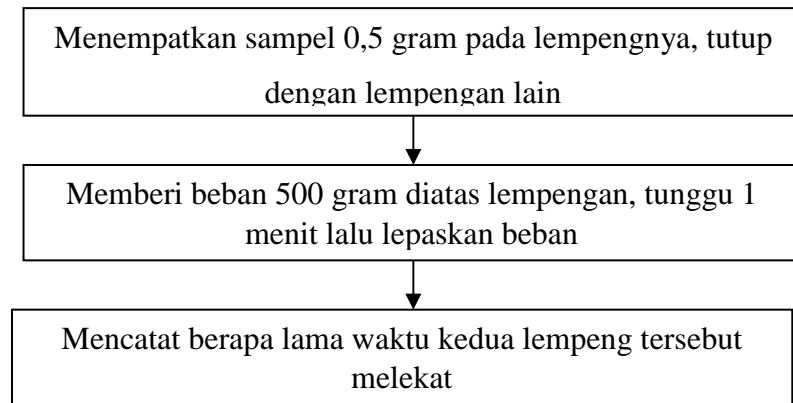 Menempatkan sampel 0,5 gram pada lempengnya, tutup
dengan lempengan lain
Memberi beban 500 gram diatas lempengan, tunggu 1
menit lalu lepaskan beban
Mencatat berapa lama waktu kedua lempeng tersebut
melekat